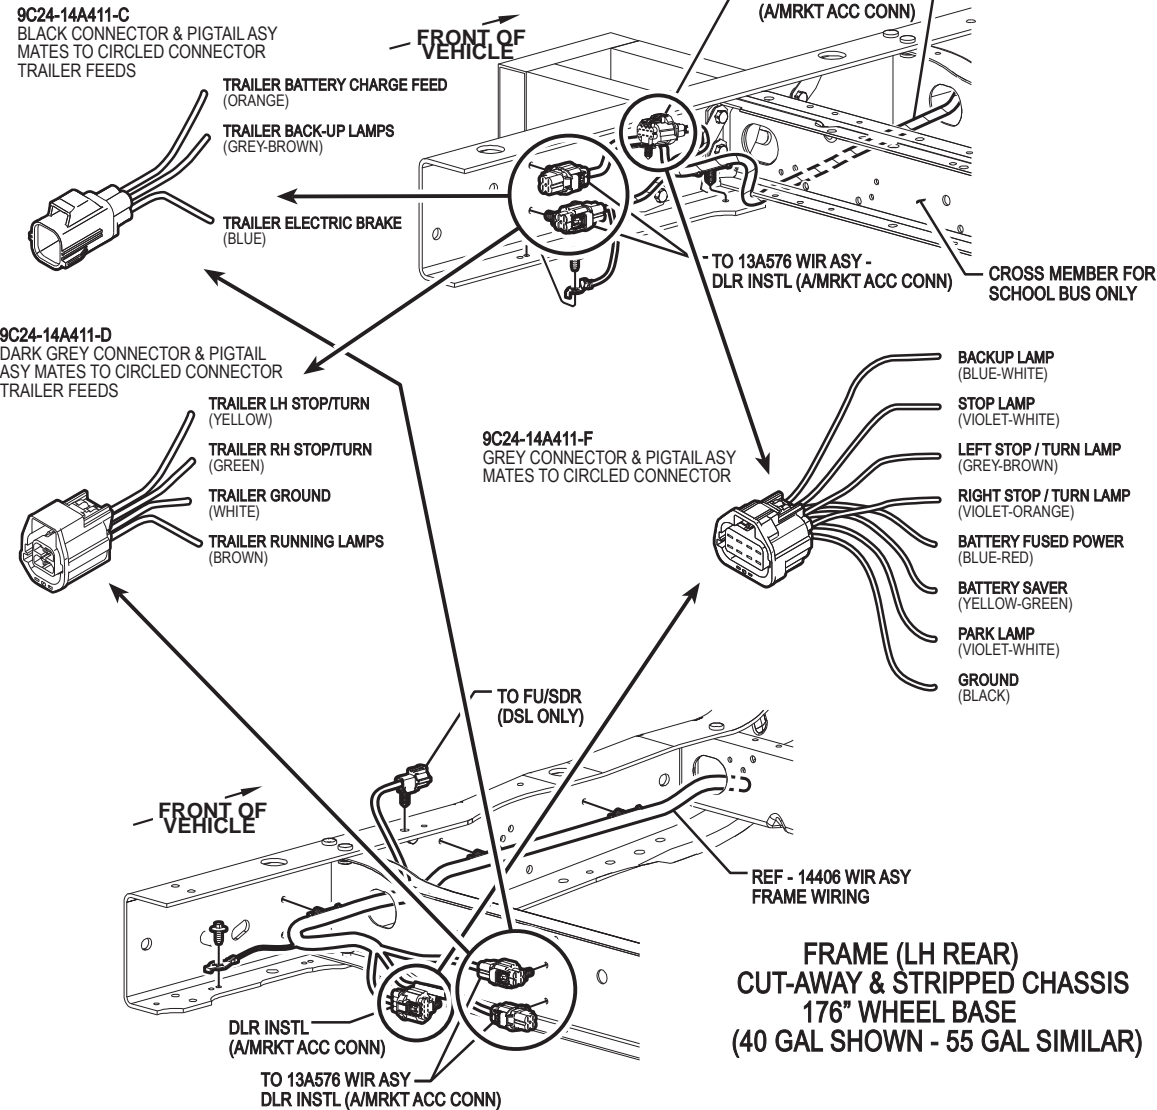 9C24-14A411-C
BLACK CONNECTOR & PIGTAIL ASY
MATES TO CIRCLED CONNECTOR
TRAILER FEEDS
FRONT OF
VEHICLE
(A/MRKT ACC CONN)
TRAILER BATTERY CHARGE FEED
(ORANGE)
TRAILER BACK-UP LAMPS
(GREY-BROWN)
TRAILER ELECTRIC BRAKE
(BLUE)
TO 13A576 WIR ASY -
DLR INSTL (A/MRKT ACC CONN)
CROSS MEMBER FOR
SCHOOL BUS ONLY
9C24-14A411-D
DARK GREY CONNECTOR & PIGTAIL
ASY MATES TO CIRCLED CONNECTOR
TRAILER FEEDS
TRAILER LH STOP/TURN
(YELLOW)
TRAILER RH STOP/TURN
(GREEN)
TRAILER GROUND
(WHITE)
TRAILER RUNNING LAMPS
(BROWN)
9C24-14A411-F
GREY CONNECTOR & PIGTAIL ASY
MATES TO CIRCLED CONNECTOR
BACKUP LAMP
(BLUE-WHITE)
STOP LAMP
(VIOLET-WHITE)
LEFT STOP / TURN LAMP
(GREY-BROWN)
RIGHT STOP / TURN LAMP
(VIOLET-ORANGE)
BATTERY FUSED POWER
(BLUE-RED)
BATTERY SAVER
(YELLOW-GREEN)
PARK LAMP
(VIOLET-WHITE)
GROUND
(BLACK)
TO FU/SDR
(DSL ONLY)
FRONT OF
VEHICLE
REF - 14406 WIR ASY
FRAME WIRING
DLR INSTL
(A/MRKT ACC CONN)
TO 13A576 WIR ASY
DLR INSTL (A/MRKT ACC CONN)
FRAME (LH REAR)
CUT-AWAY & STRIPPED CHASSIS
176” WHEEL BASE
(40 GAL SHOWN - 55 GAL SIMILAR)